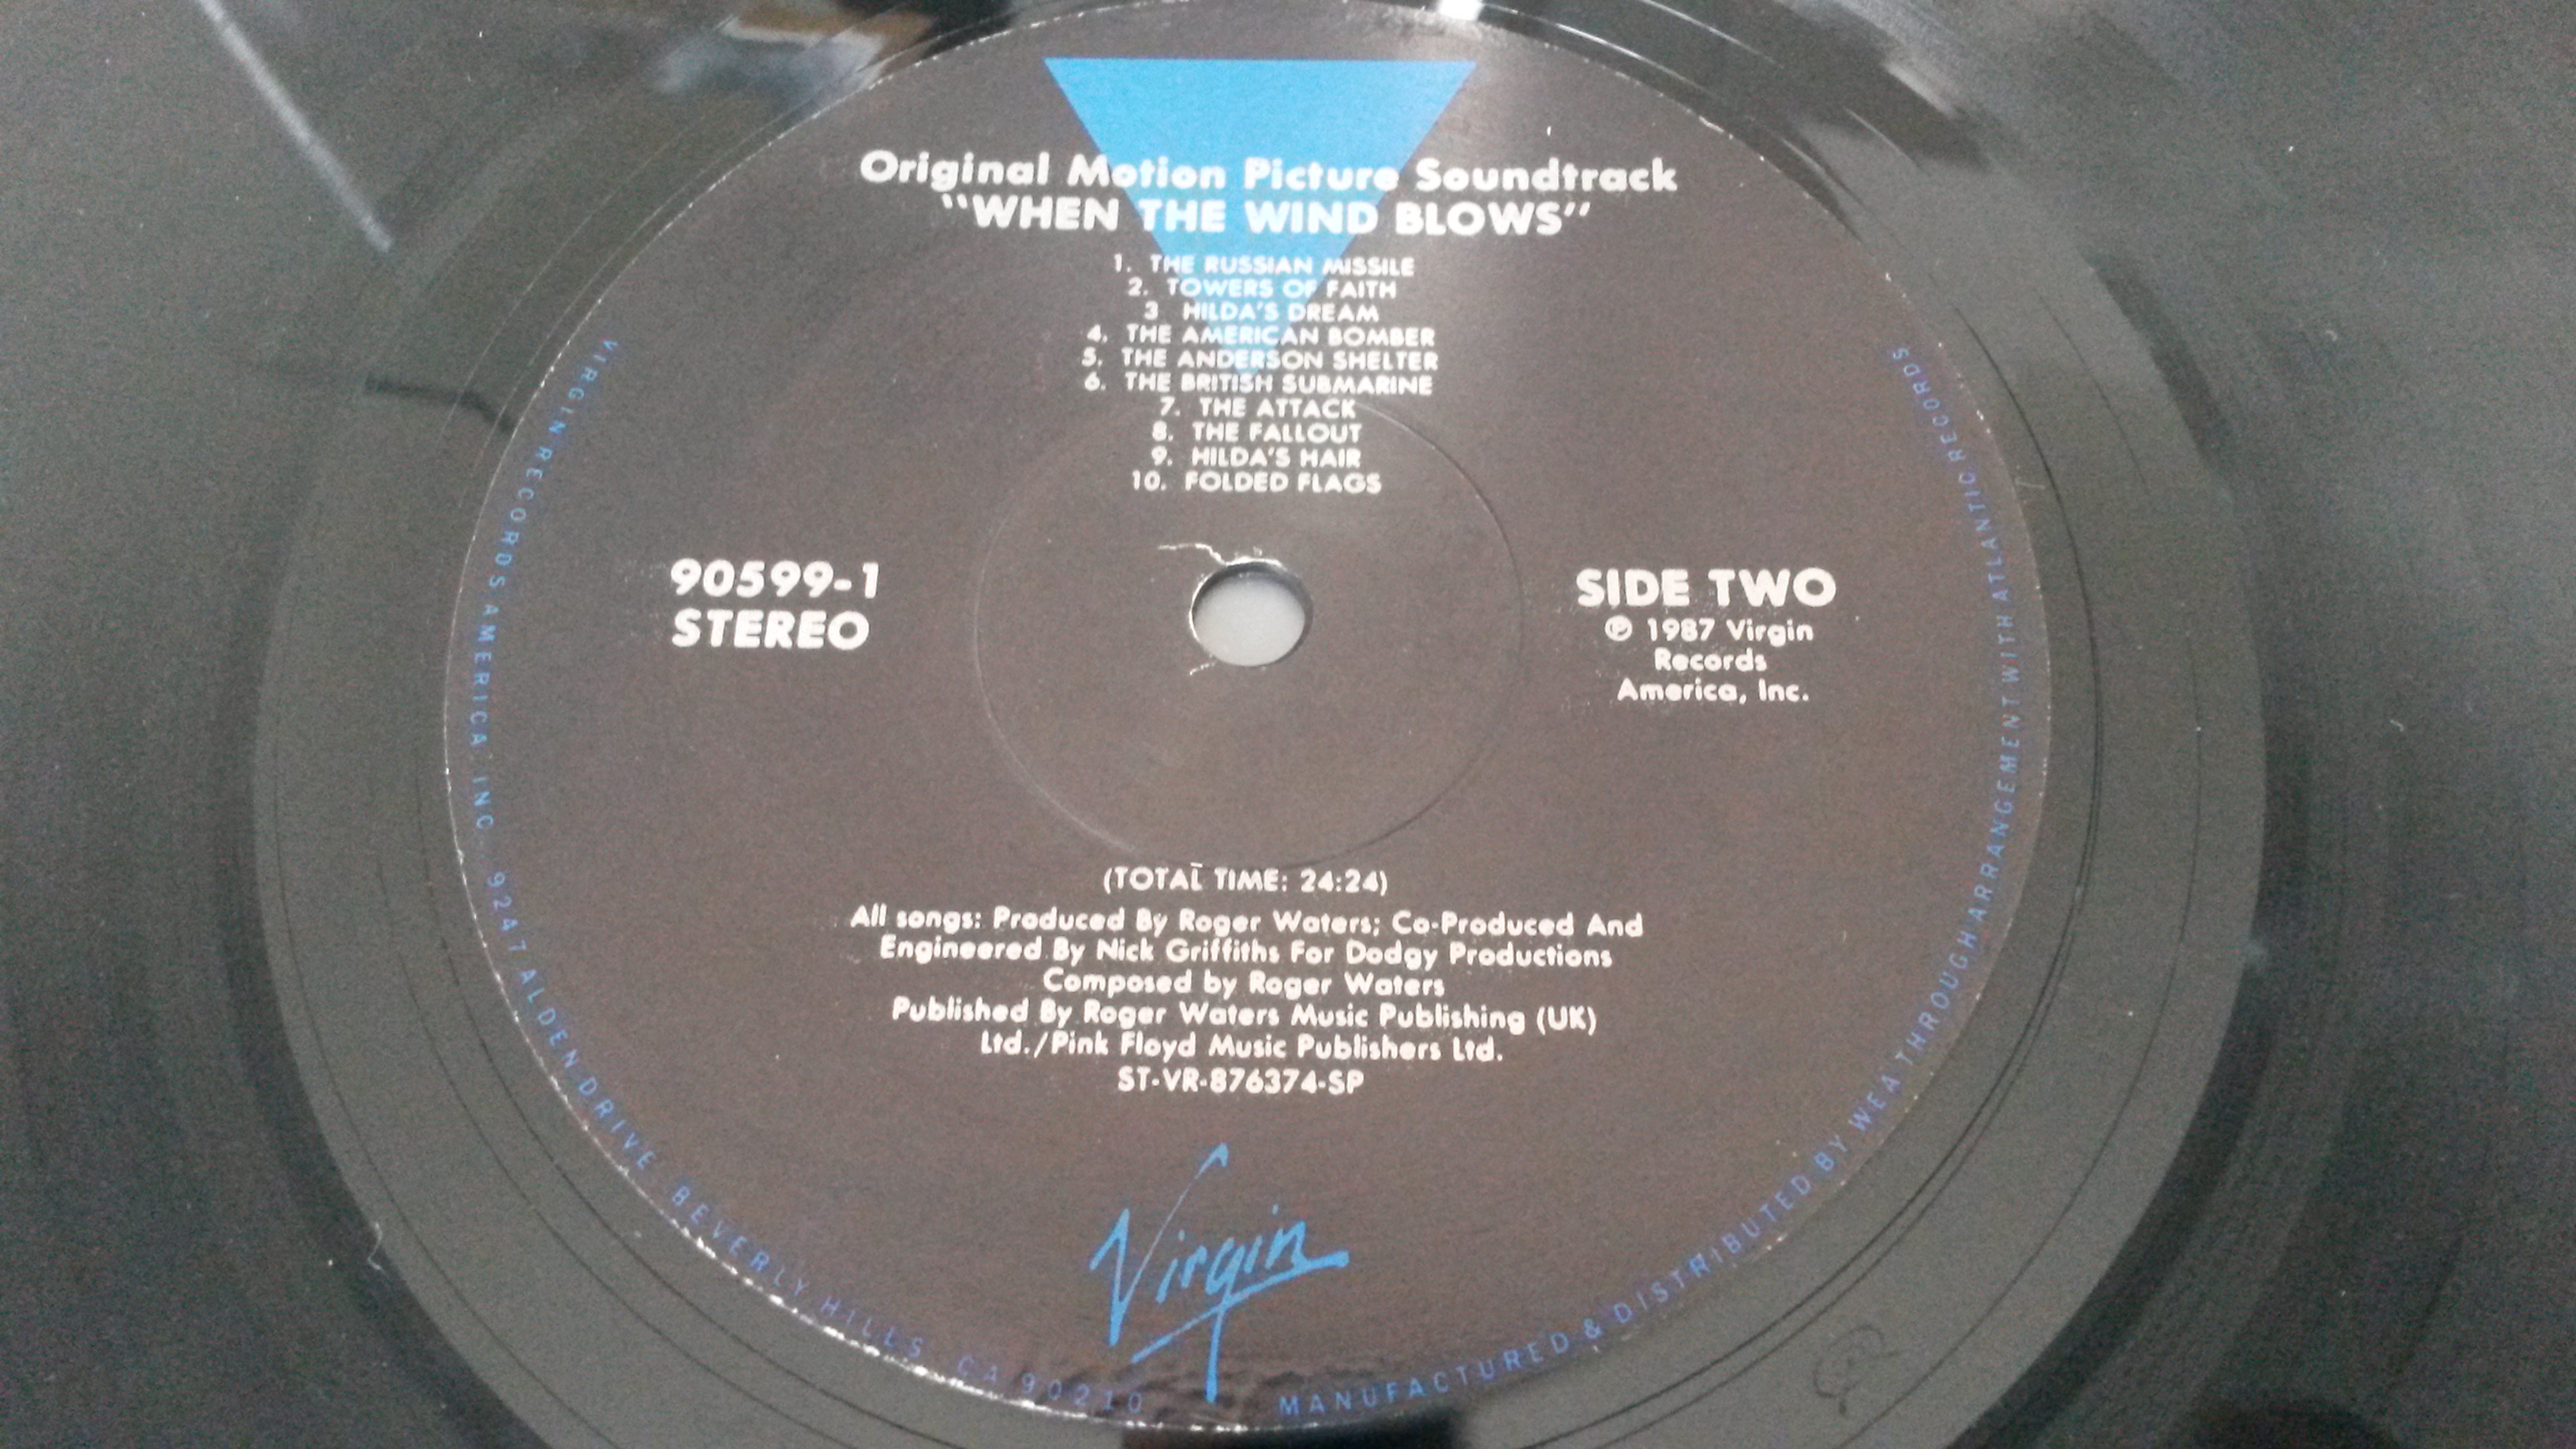 Original Motion Picture Soundtrack
"WHEN THE WIND BLOWS"
1. THE RUSSIAN MISSILE
2. TOWERS OF FAITH
3 HILDA'S DREAM
4. THE AMERICAN BOMBER
5. THE ANDERSON SHELTER
6. THE BRITISH SUBMARINE
7. THE ATTACK
8. THE FALLOUT
9. HILDA'S HAIR
10. FOLDED FLAGS
90599-1
STEREO
SIDE TWO
℗ 1987 Virgin
Records
America, Inc.
(TOTAL TIME: 24:24)
All songs: Produced By Roger Waters; Co-Produced And
Engineered By Nick Griffiths For Dodgy Productions
Composed by Roger Waters
Published By Roger Waters Music Publishing (UK)
Ltd./Pink Floyd Music Publishers Ltd.
ST-VR-876374-SP
Virgin
VIRGIN RECORDS AMERICA, INC. 9247 ALDEN DRIVE, BEVERLY HILLS, CA 90210
MANUFACTURED & DISTRIBUTED BY WEA THROUGH ARRANGEMENT WITH ATLANTIC RECORDS